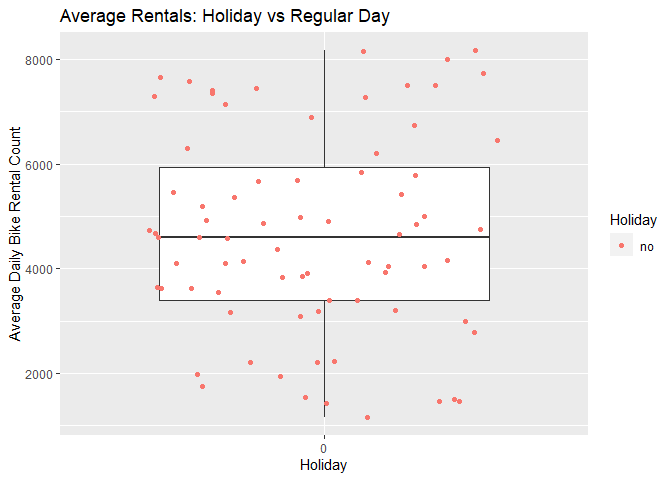 Average Rentals: Holiday vs Regular Day
Average Daily Bike Rental Count
8000
6000
4000
2000
0
Holiday
Holiday
no